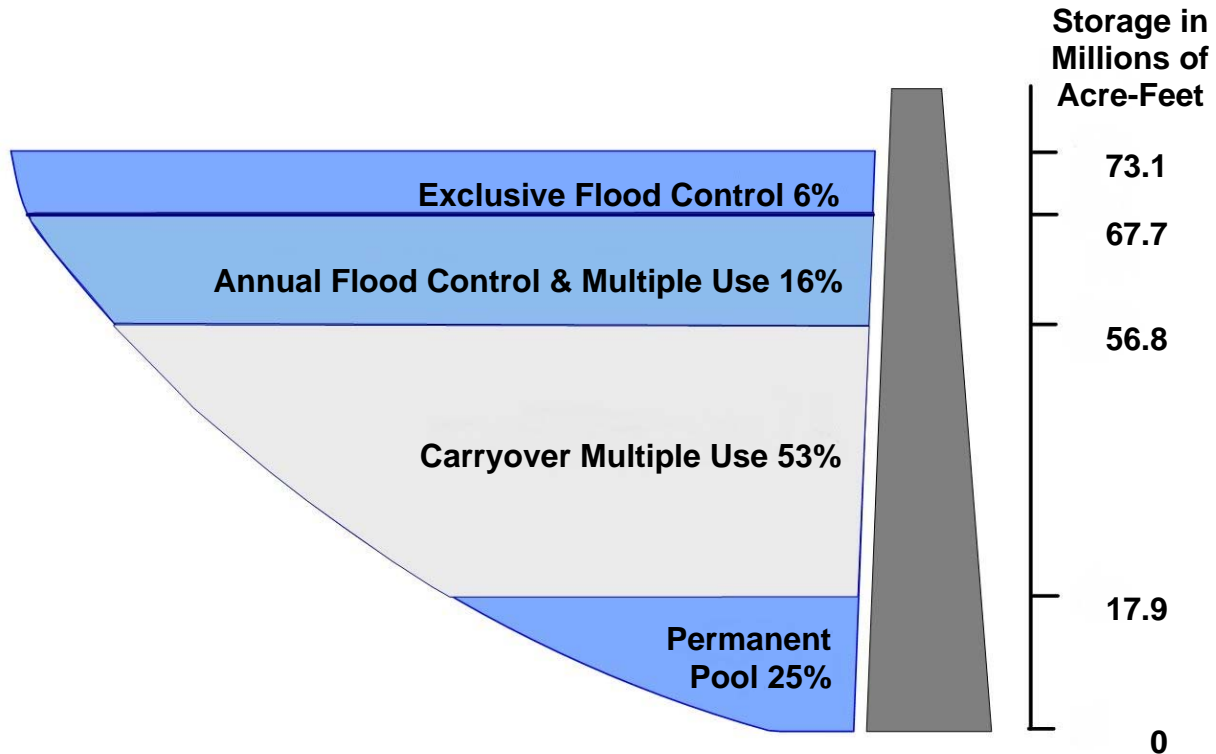 Storage in
Millions of
Acre-Feet
73.1
Exclusive Flood Control 6%
67.7
Annual Flood Control & Multiple Use 16%
56.8
Carryover Multiple Use 53%
17.9
Permanent
Pool 25%
0